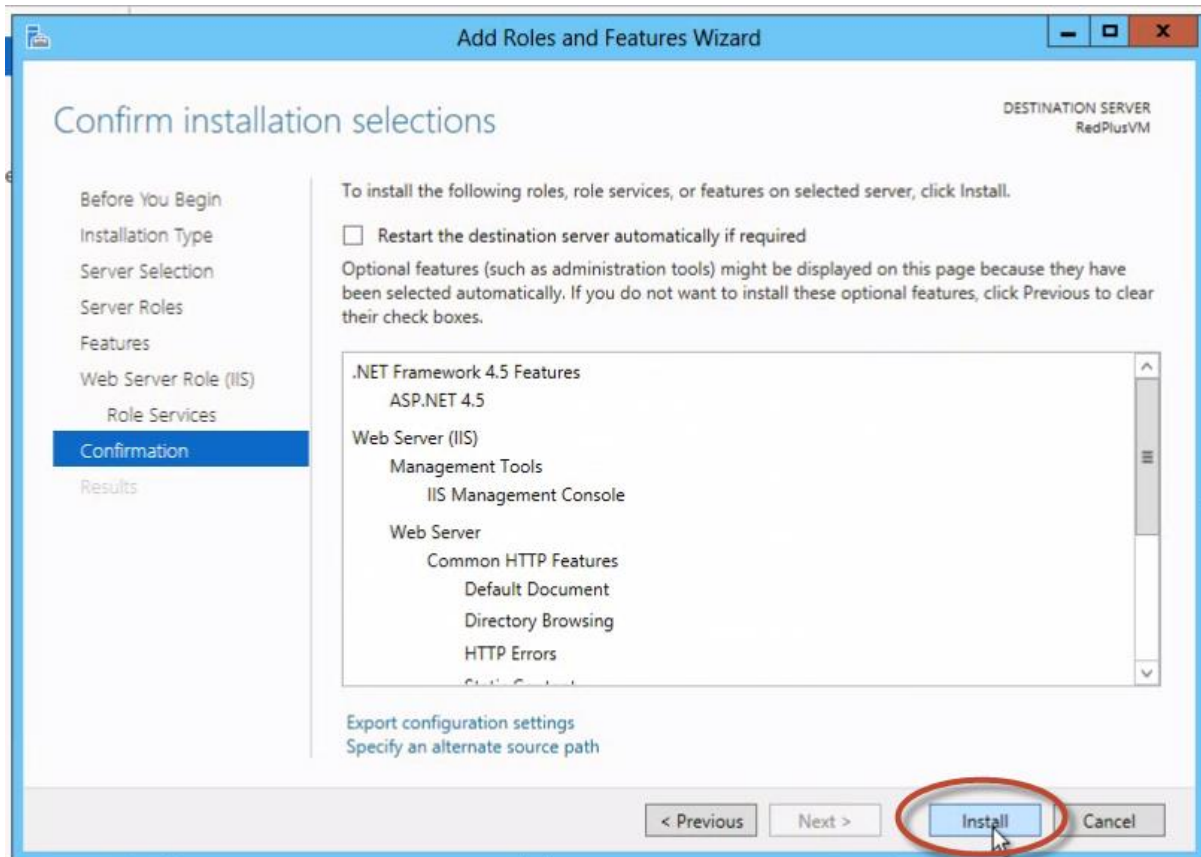 Add Roles and Features Wizard
Confirm installation selections
DESTINATION SERVER
RedPlusVM
Before You Begin
Installation Type
Server Selection
Server Roles
Features
Web Server Role (IIS)
Role Services
Confirmation
Results
To install the following roles, role services, or features on selected server, click Install.
Restart the destination server automatically if required
Optional features (such as administration tools) might be displayed on this page because they have
been selected automatically. If you do not want to install these optional features, click Previous to clear
their check boxes.
.NET Framework 4.5 Features
ASP.NET 4.5
Web Server (IIS)
Management Tools
IIS Management Console
Web Server
Common HTTP Features
Default Document
Directory Browsing
HTTP Errors
Export configuration settings
Specify an alternate source path
< Previous
Next >
Install
Cancel